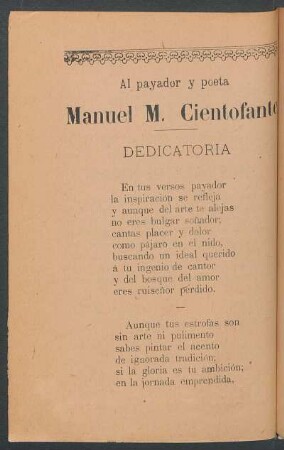 Al payador y poeta
Manuel M. Cientofant
DEDICATORIA
En tus versos payador
la inspiración se refleja
y aunque del arte te alejas
no eres bulgar soñador,
cantas placer y dolor
como pájaro en el nido,
buscando un ideal querido
á tu ingenio de cantor
y del bosque del amor
eres ruiseñor perdido.
Aunque tus estrofas son
sin arte ni pulimento
sabes pintar el acento
de ignorada tradición;
si la gloria es tu ambición;
en la jornada emprendida,